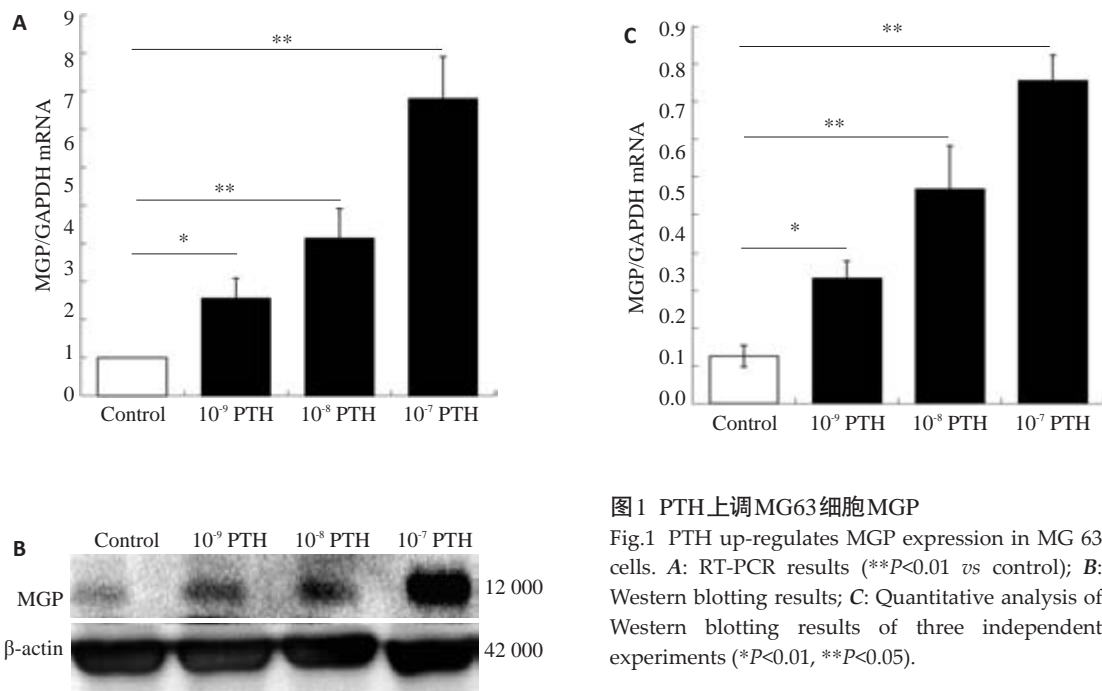 A
MGP/GAPDH mRNA
9
8
7
6
5
4
3
2
1
0
**
**
*
Control 10⁻⁹ PTH 10⁻⁸ PTH 10⁻⁷ PTH
C
MGP/GAPDH mRNA
0.9
0.8
0.7
0.6
0.5
0.4
0.3
0.2
0.1
0.0
**
**
*
Control 10⁻⁹ PTH 10⁻⁸ PTH 10⁻⁷ PTH
B
Control 10⁻⁹ PTH 10⁻⁸ PTH 10⁻⁷ PTH
MGP 12 000
β-actin 42 000
图1 PTH上调MG63细胞MGP
Fig.1 PTH up-regulates MGP expression in MG 63
cells. A: RT-PCR results (**P<0.01 vs control); B:
Western blotting results; C: Quantitative analysis of
Western blotting results of three independent
experiments (*P<0.01, **P<0.05).